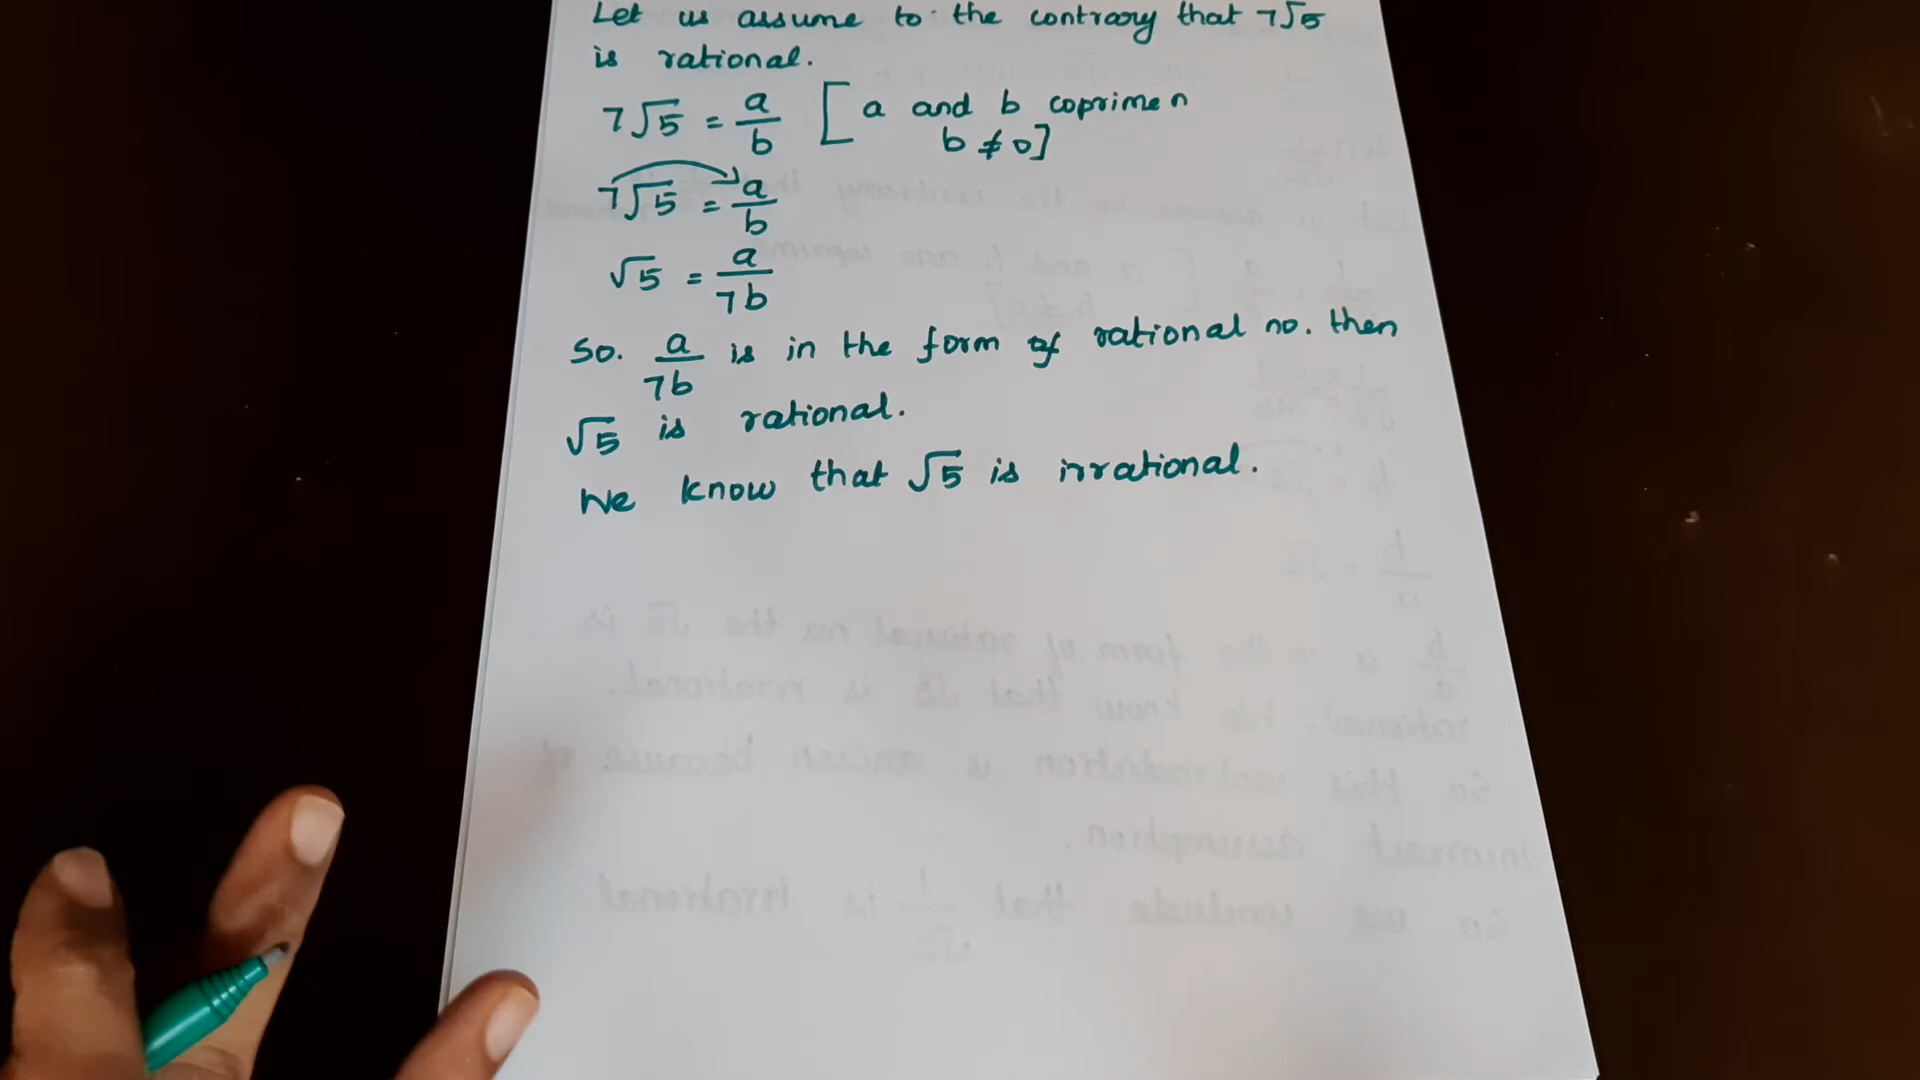 Let us assume to the contrary that 7√5
is rational.
7√5 = a/b [a and b coprime n
b ≠ 0]
7√5 = a/b
√5 = a/7b
So. a/7b is in the form of rational no. then
√5 is rational.
We know that √5 is irrational.